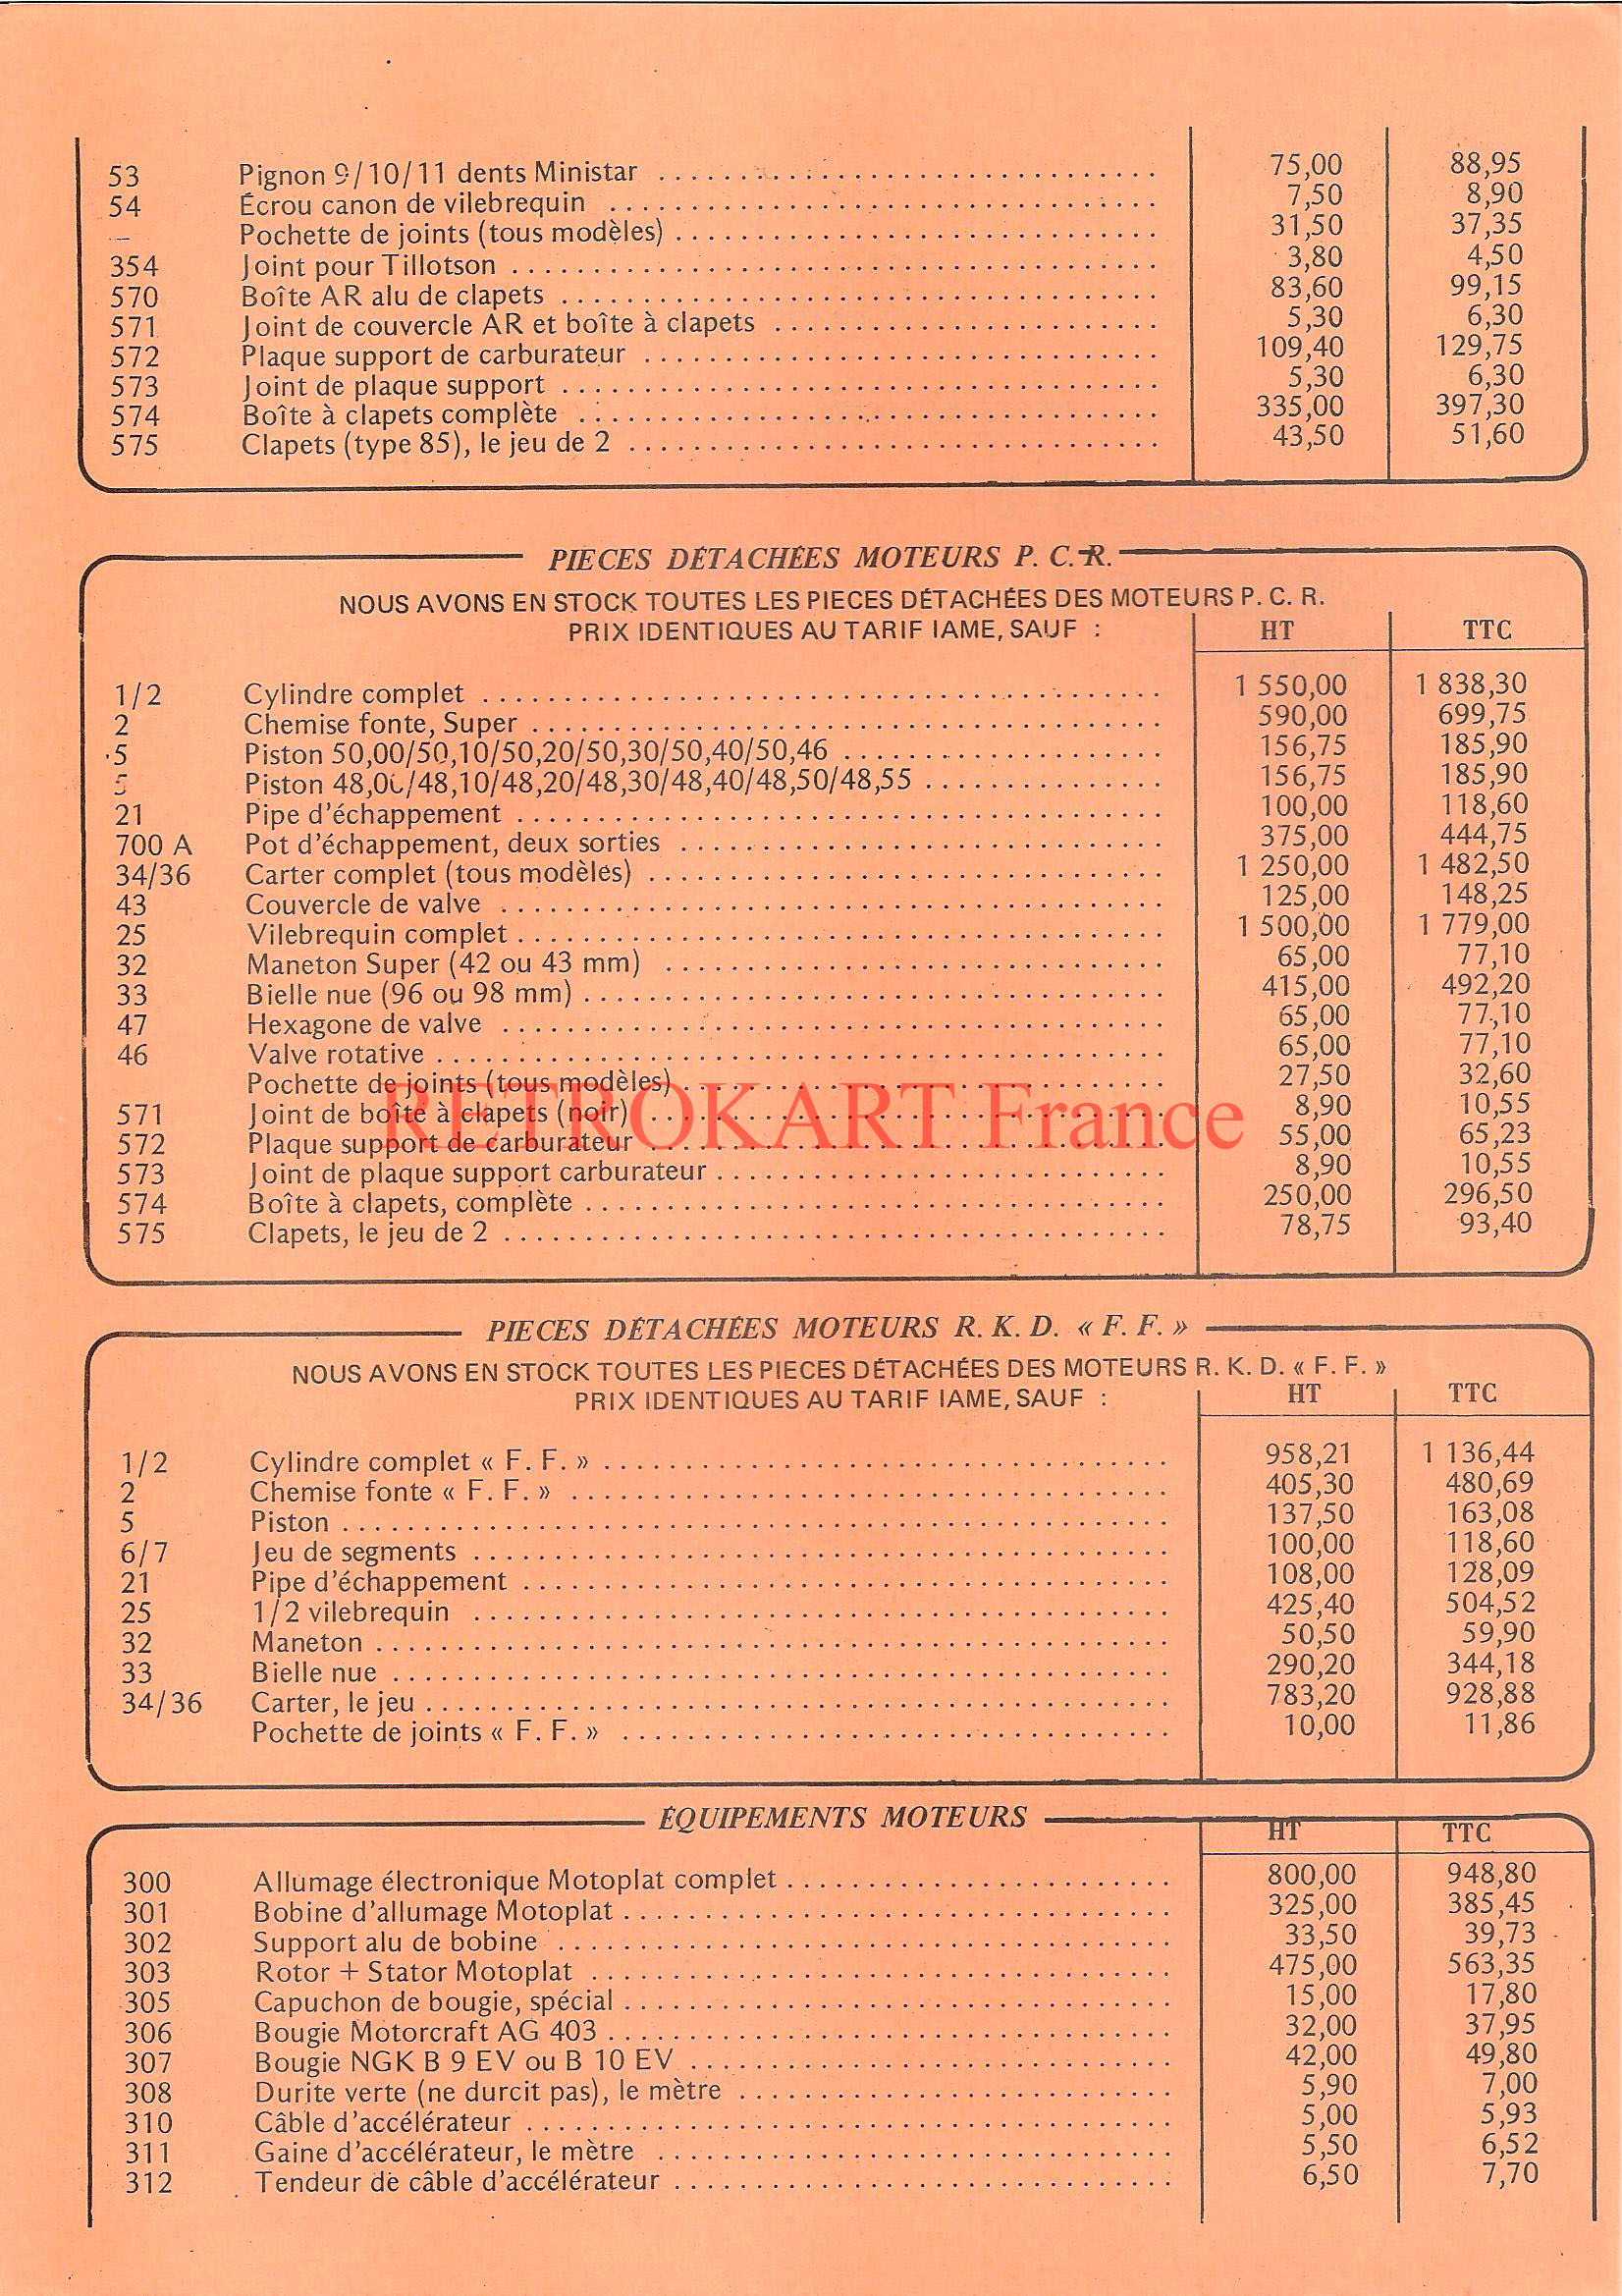 53 Pignon 9/10/11 dents Ministar 75,00 88,95
54 Écrou canon de vilebrequin 7,50 8,90
– Pochette de joints (tous modèles) 31,50 37,35
354 Joint pour Tillotson 3,80 4,50
570 Boîte AR alu de clapets 83,60 99,15
571 Joint de couvercle AR et boîte à clapets 5,30 6,30
572 Plaque support de carburateur 109,40 129,75
573 Joint de plaque support 5,30 6,30
574 Boîte à clapets complète 335,00 397,30
575 Clapets (type 85), le jeu de 2 43,50 51,60
PIECES DÉTACHÉES MOTEURS P. C. R.
NOUS AVONS EN STOCK TOUTES LES PIECES DÉTACHÉES DES MOTEURS P. C. R.
PRIX IDENTIQUES AU TARIF IAME, SAUF : HT TTC
1/2 Cylindre complet 1 550,00 1 838,30
2 Chemise fonte, Super 590,00 699,75
5 Piston 50,00/50,10/50,20/50,30/50,40/50,46 156,75 185,90
5 Piston 48,00/48,10/48,20/48,30/48,40/48,50/48,55 156,75 185,90
21 Pipe d'échappement 100,00 118,60
700 A Pot d'échappement, deux sorties 375,00 444,75
34/36 Carter complet (tous modèles) 1 250,00 1 482,50
43 Couvercle de valve 125,00 148,25
25 Vilebrequin complet 1 500,00 1 779,00
32 Maneton Super (42 ou 43 mm) 65,00 77,10
33 Bielle nue (96 ou 98 mm) 415,00 492,20
47 Hexagone de valve 65,00 77,10
46 Valve rotative 65,00 77,10
Pochette de joints (tous modèles) 27,50 32,60
RETROKART France
571 Joint de boîte à clapets (noir) 8,90 10,55
572 Plaque support de carburateur 55,00 65,23
573 Joint de plaque support carburateur 8,90 10,55
574 Boîte à clapets, complète 250,00 296,50
575 Clapets, le jeu de 2 78,75 93,40
PIECES DÉTACHÉES MOTEURS R. K. D. « F. F. »
NOUS AVONS EN STOCK TOUTES LES PIECES DÉTACHÉES DES MOTEURS R. K. D. « F. F. »
PRIX IDENTIQUES AU TARIF IAME, SAUF : HT TTC
1/2 Cylindre complet « F. F. » 958,21 1 136,44
2 Chemise fonte « F. F. » 405,30 480,69
5 Piston 137,50 163,08
6/7 Jeu de segments 100,00 118,60
21 Pipe d'échappement 108,00 128,09
25 1/2 vilebrequin 425,40 504,52
32 Maneton 50,50 59,90
33 Bielle nue 290,20 344,18
34/36 Carter, le jeu 783,20 928,88
Pochette de joints « F. F. » 10,00 11,86
ÉQUIPEMENTS MOTEURS HT TTC
300 Allumage électronique Motoplat complet 800,00 948,80
301 Bobine d'allumage Motoplat 325,00 385,45
302 Support alu de bobine 33,50 39,73
303 Rotor + Stator Motoplat 475,00 563,35
305 Capuchon de bougie, spécial 15,00 17,80
306 Bougie Motorcraft AG 403 32,00 37,95
307 Bougie NGK B 9 EV ou B 10 EV 42,00 49,80
308 Durite verte (ne durcit pas), le mètre 5,90 7,00
310 Câble d'accélérateur 5,00 5,93
311 Gaine d'accélérateur, le mètre 5,50 6,52
312 Tendeur de câble d'accélérateur 6,50 7,70